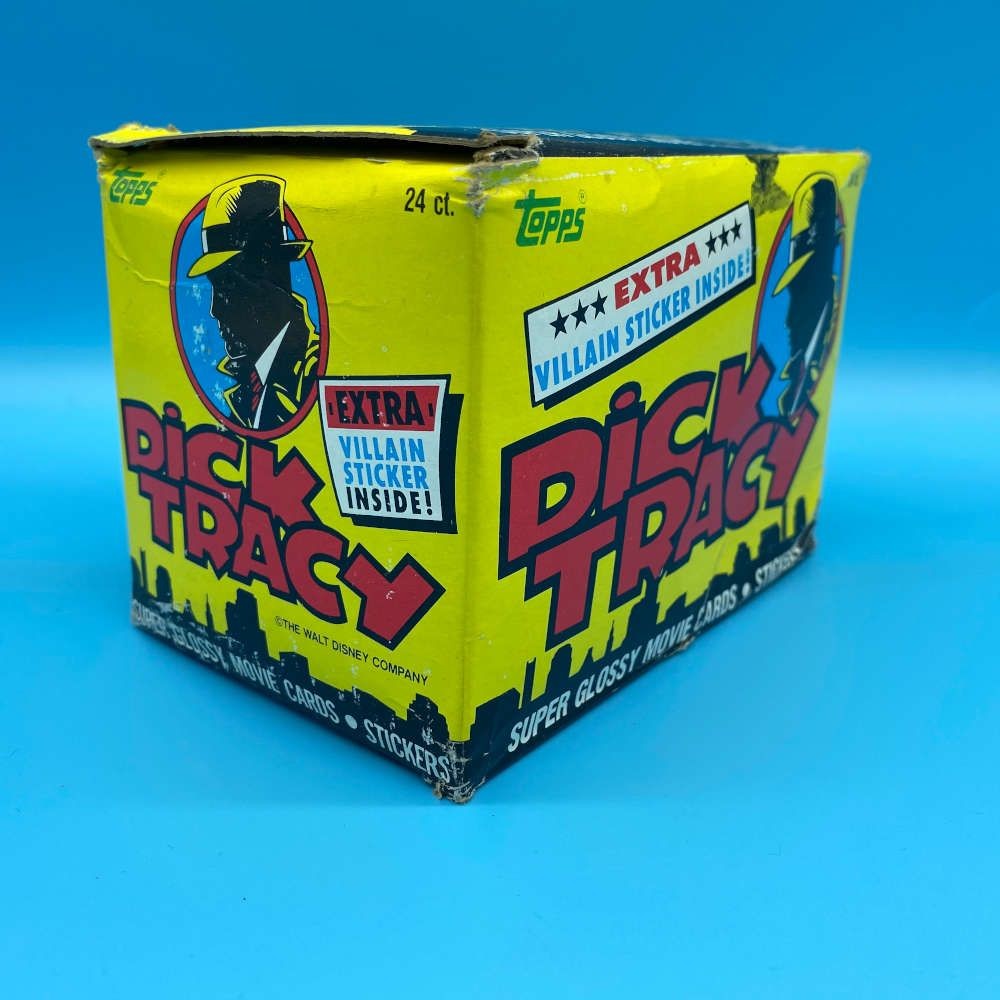 Topps
24 ct.
EXTRA
VILLAIN
STICKER
INSIDE!
DICK
TRACY
©THE WALT DISNEY COMPANY
SUPER GLOSSY MOVIE CARDS • STICKERS
Topps®
★★★ EXTRA ★★★
VILLAIN STICKER INSIDE!
DICK
TRACY
SUPER GLOSSY MOVIE CARDS • STICKERS